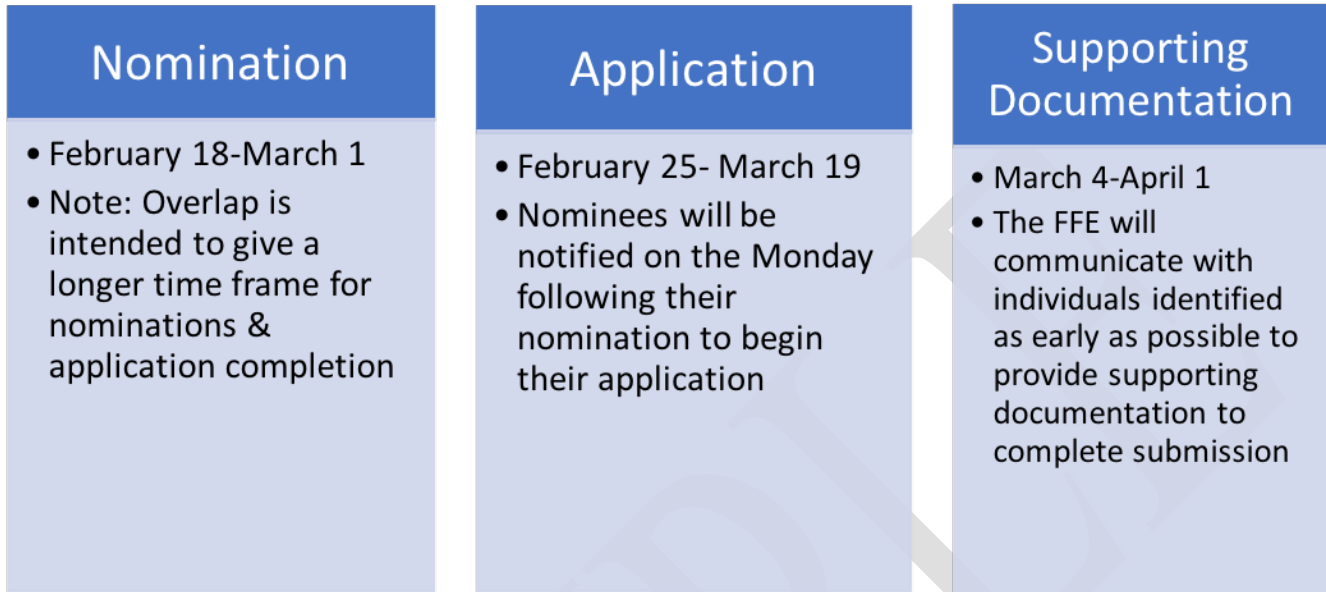 Nomination
• February 18-March 1
• Note: Overlap is
intended to give a
longer time frame for
nominations &
application completion
Application
• February 25- March 19
• Nominees will be
notified on the Monday
following their
nomination to begin
their application
Supporting
Documentation
• March 4-April 1
• The FFE will
communicate with
individuals identified
as early as possible to
provide supporting
documentation to
complete submission